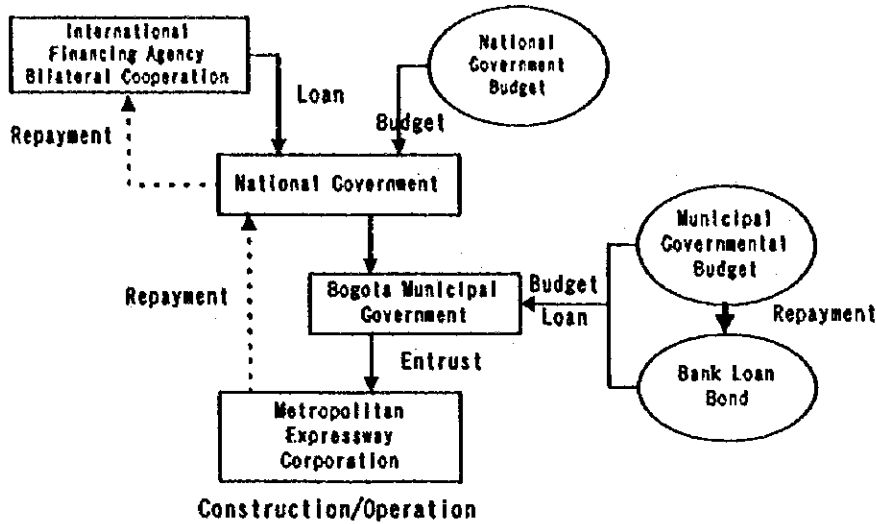 International
Financing Agency
Bilateral Cooperation
National
Government
Budget
Loan
Budget
Repayment
National Government
Municipal
Governmental
Budget
Repayment
Bogota Municipal
Government
Budget
Loan
Repayment
Entrust
Bank Loan
Bond
Metropolitan
Expressway
Corporation
Construction/Operation